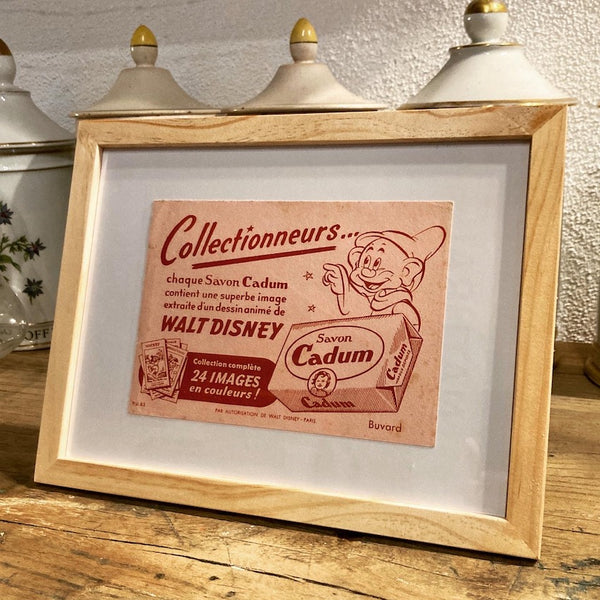 Collectionneurs...
chaque Savon Cadum
contient une superbe image
extraite d'un dessin animé de
WALT DISNEY
Collection complète
24 IMAGES
en couleurs !
Savon
Cadum
Cadum
Cadum
PAR AUTORISATION DE WALT DISNEY - PARIS
Buvard